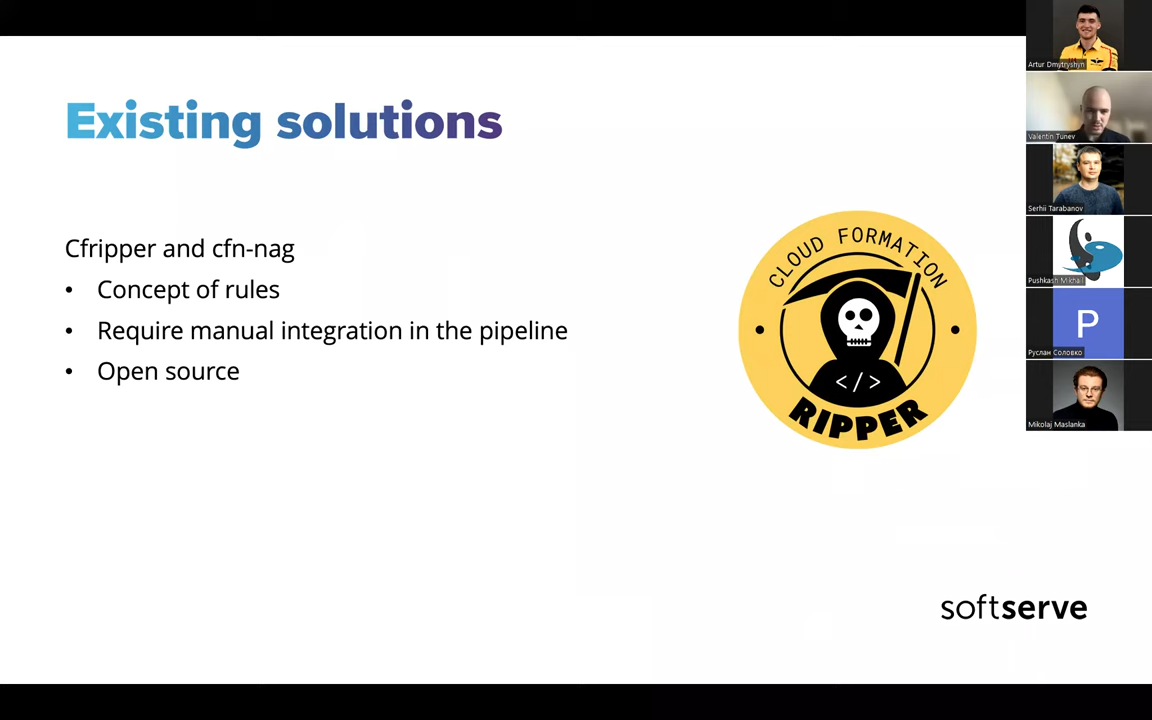 Existing solutions
Cfripper and cfn-nag
• Concept of rules
• Require manual integration in the pipeline
• Open source
CLOUD FORMATION
</>
RIPPER
softserve
Artur Dmytryshyn
Valentin Tunev
Serhii Tarabanov
Pushkash Mikhail
P
Руслан Соловко
Mikolaj Maslanka